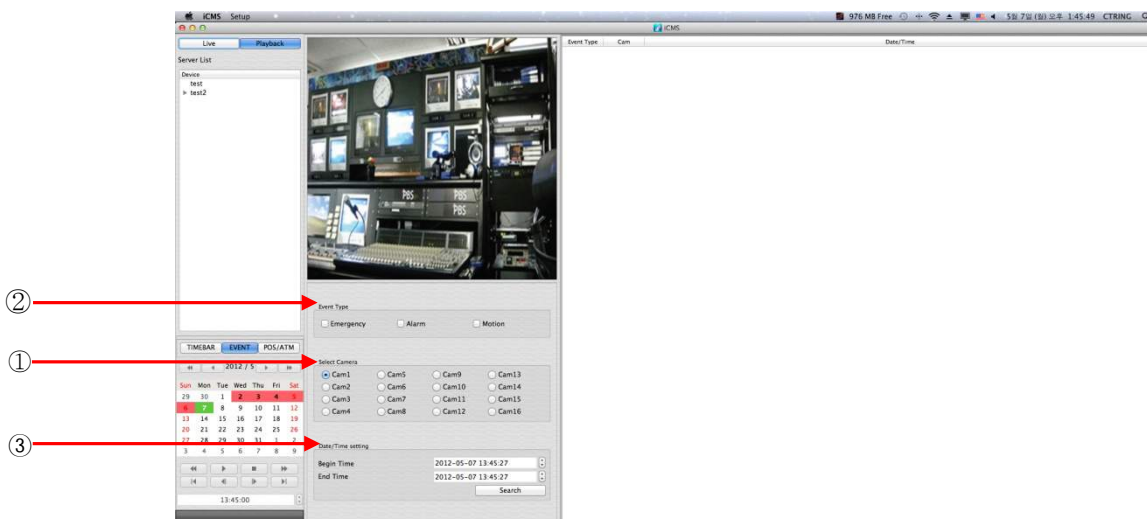 iCMS Setup
976 MB Free 5월 7일 (월) 오후 1:45:49 CTRING
iCMS
Live Playback
Server List
Device
test
test2
Event Type Cam Date/Time
PBS PBS
PBS
②
Event Type
Emergency Alarm Motion
TIMEBAR EVENT POS/ATM
①
Select Camera
2012 / 5
Cam1 Cam5 Cam9 Cam13
Cam2 Cam6 Cam10 Cam14
Cam3 Cam7 Cam11 Cam15
Cam4 Cam8 Cam12 Cam16
Sun Mon Tue Wed Thu Fri Sat
29 30 1 2 3 4 5
6 7 8 9 10 11 12
13 14 15 16 17 18 19
20 21 22 23 24 25 26
27 28 29 30 31 1 2
3 4 5 6 7 8 9
③
Date/Time setting
Begin Time 2012-05-07 13:45:27
End Time 2012-05-07 13:45:27
Search
13:45:00